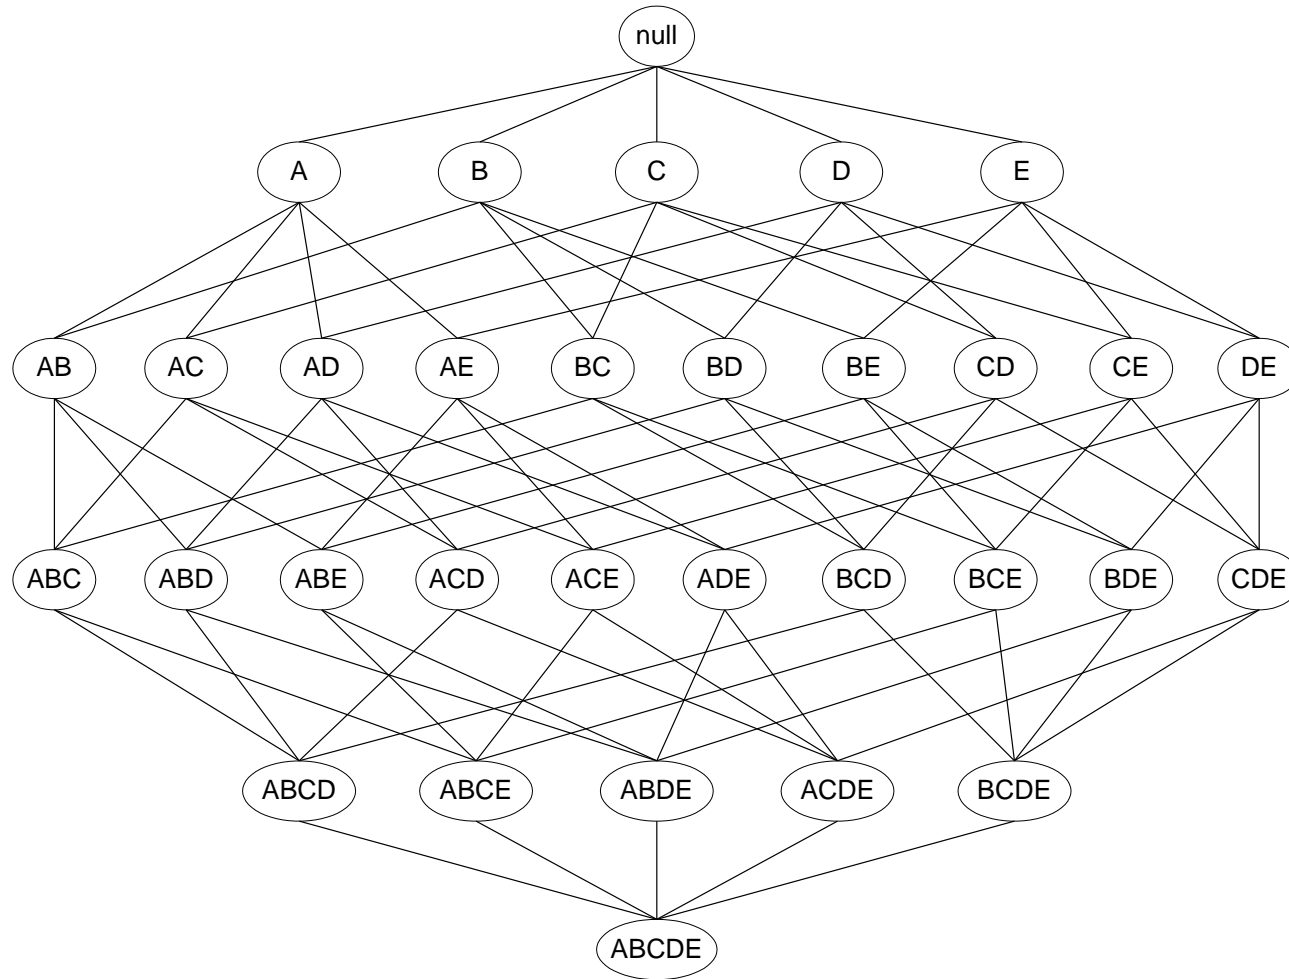 null
A B C D E
AB AC AD AE BC BD BE CD CE DE
ABC ABD ABE ACD ACE ADE BCD BCE BDE CDE
ABCD ABCE ABDE ACDE BCDE
ABCDE